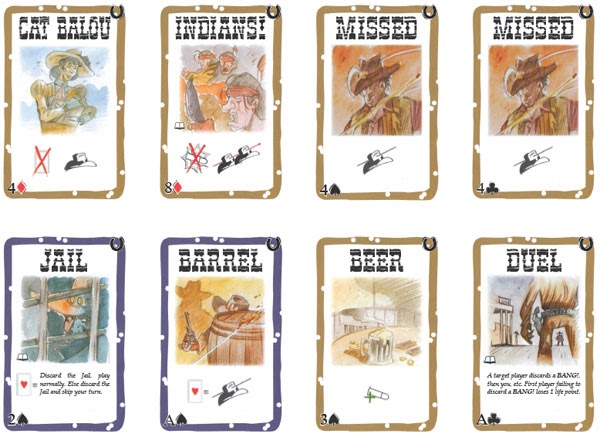 CAT BALOU
INDIANS!
MISSED
MISSED
4♦
8♦
4♠
4♣
JAIL
BARREL
BEER
DUEL
Discard the Jail, play
normally. Else discard the
Jail and skip your turn.
A target player discards a BANG!,
then you, etc. First player failing to
discard a BANG! loses 1 life point.
2♠
A♠
3♠
A♣